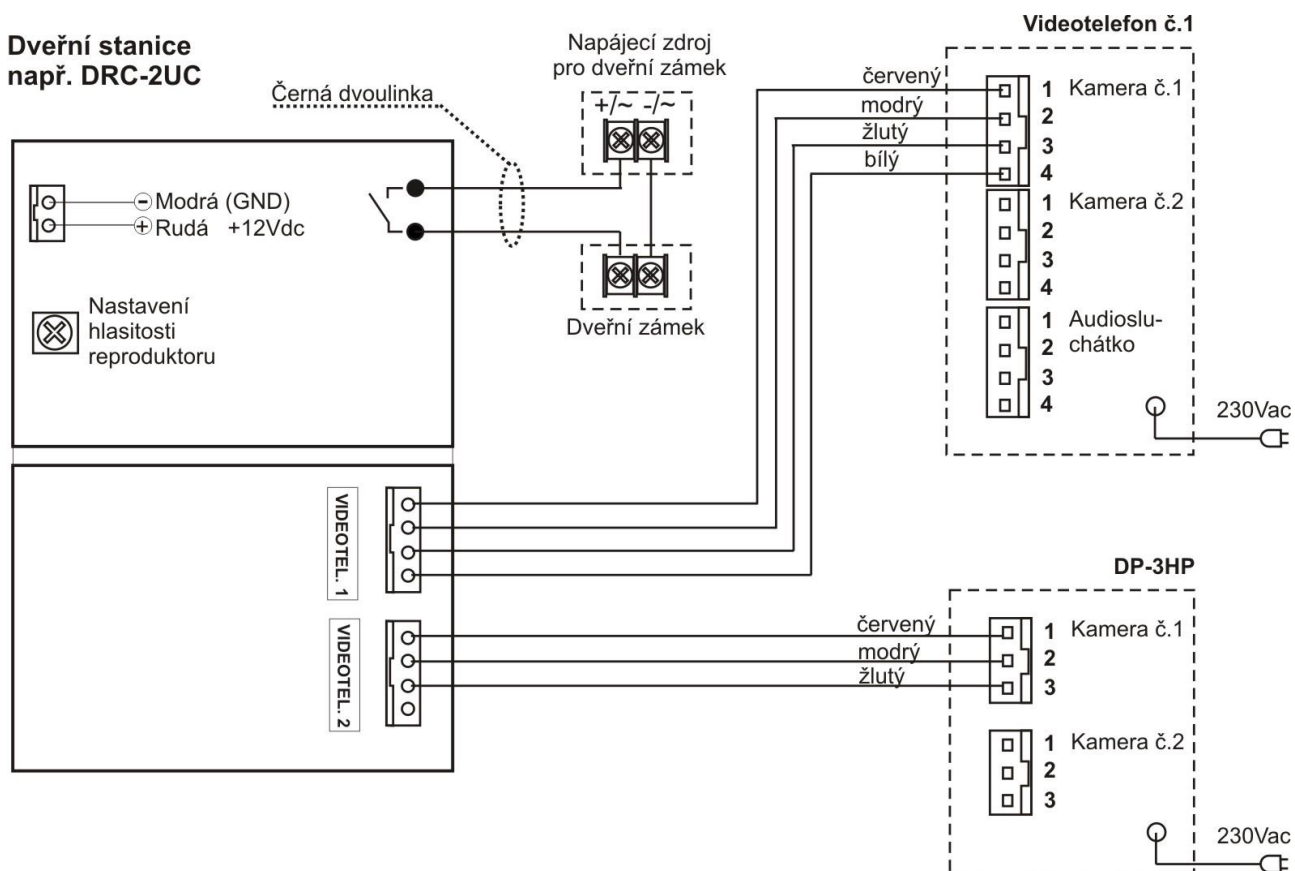 Dveřní stanice
např. DRC-2UC
Černá dvoulinka
Napájecí zdroj
pro dveřní zámek
+/~ -/~
Dveřní zámek
Modrá (GND)
Rudá +12Vdc
Nastavení
hlasitosti
reproduktoru
VIDEOTEL. 1
VIDEOTEL. 2
Videotelefon č.1
červený
modrý
žlutý
bílý
1 Kamera č.1
2
3
4
1 Kamera č.2
2
3
4
1 Audioslu-
2 chátko
3
4
230Vac
DP-3HP
červený
modrý
žlutý
1 Kamera č.1
2
3
1 Kamera č.2
2
3
230Vac